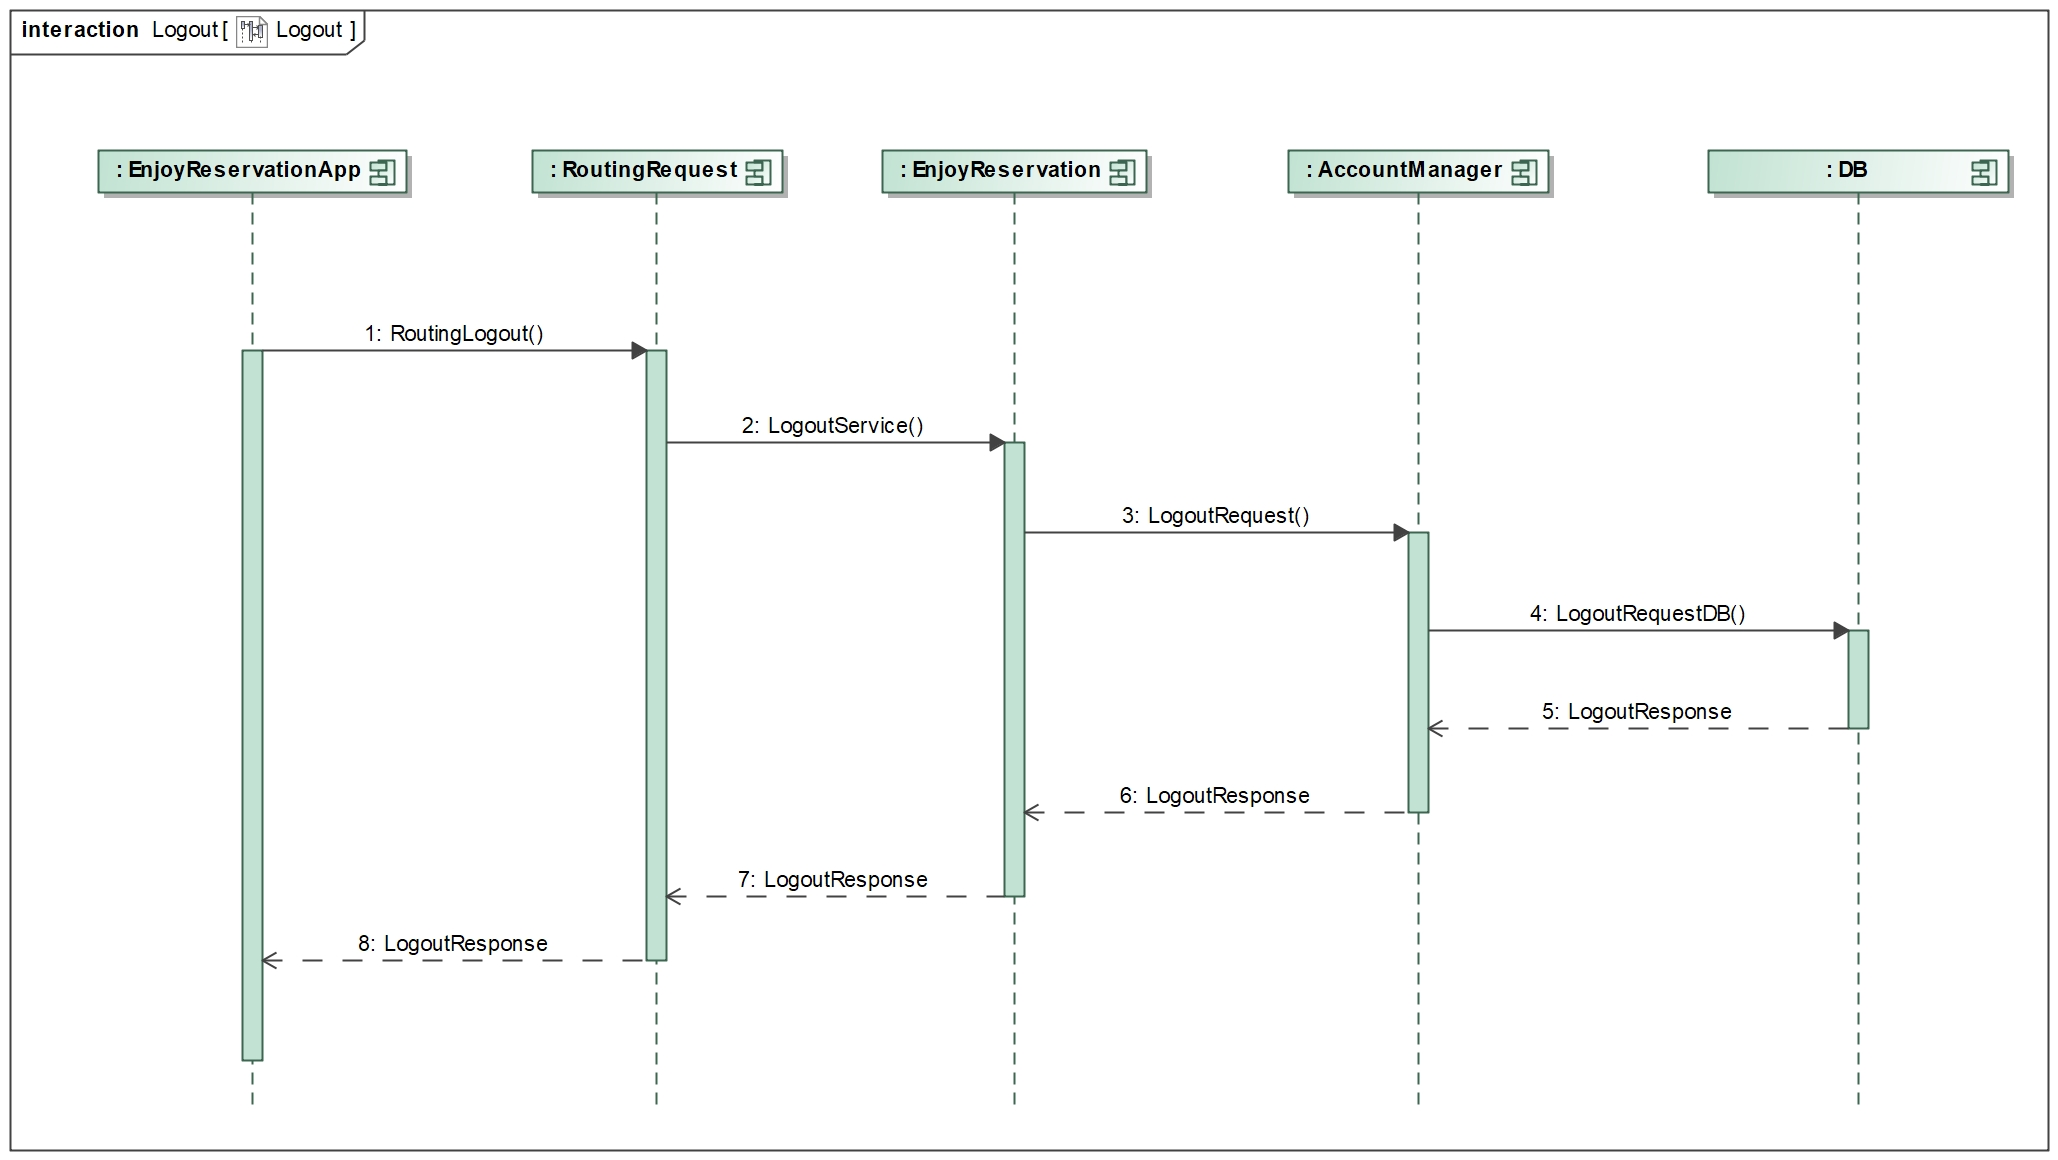 interaction Logout[ Logout ]
: EnjoyReservationApp
: RoutingRequest
: EnjoyReservation
: AccountManager
: DB
1: RoutingLogout()
2: LogoutService()
3: LogoutRequest()
4: LogoutRequestDB()
5: LogoutResponse
6: LogoutResponse
7: LogoutResponse
8: LogoutResponse